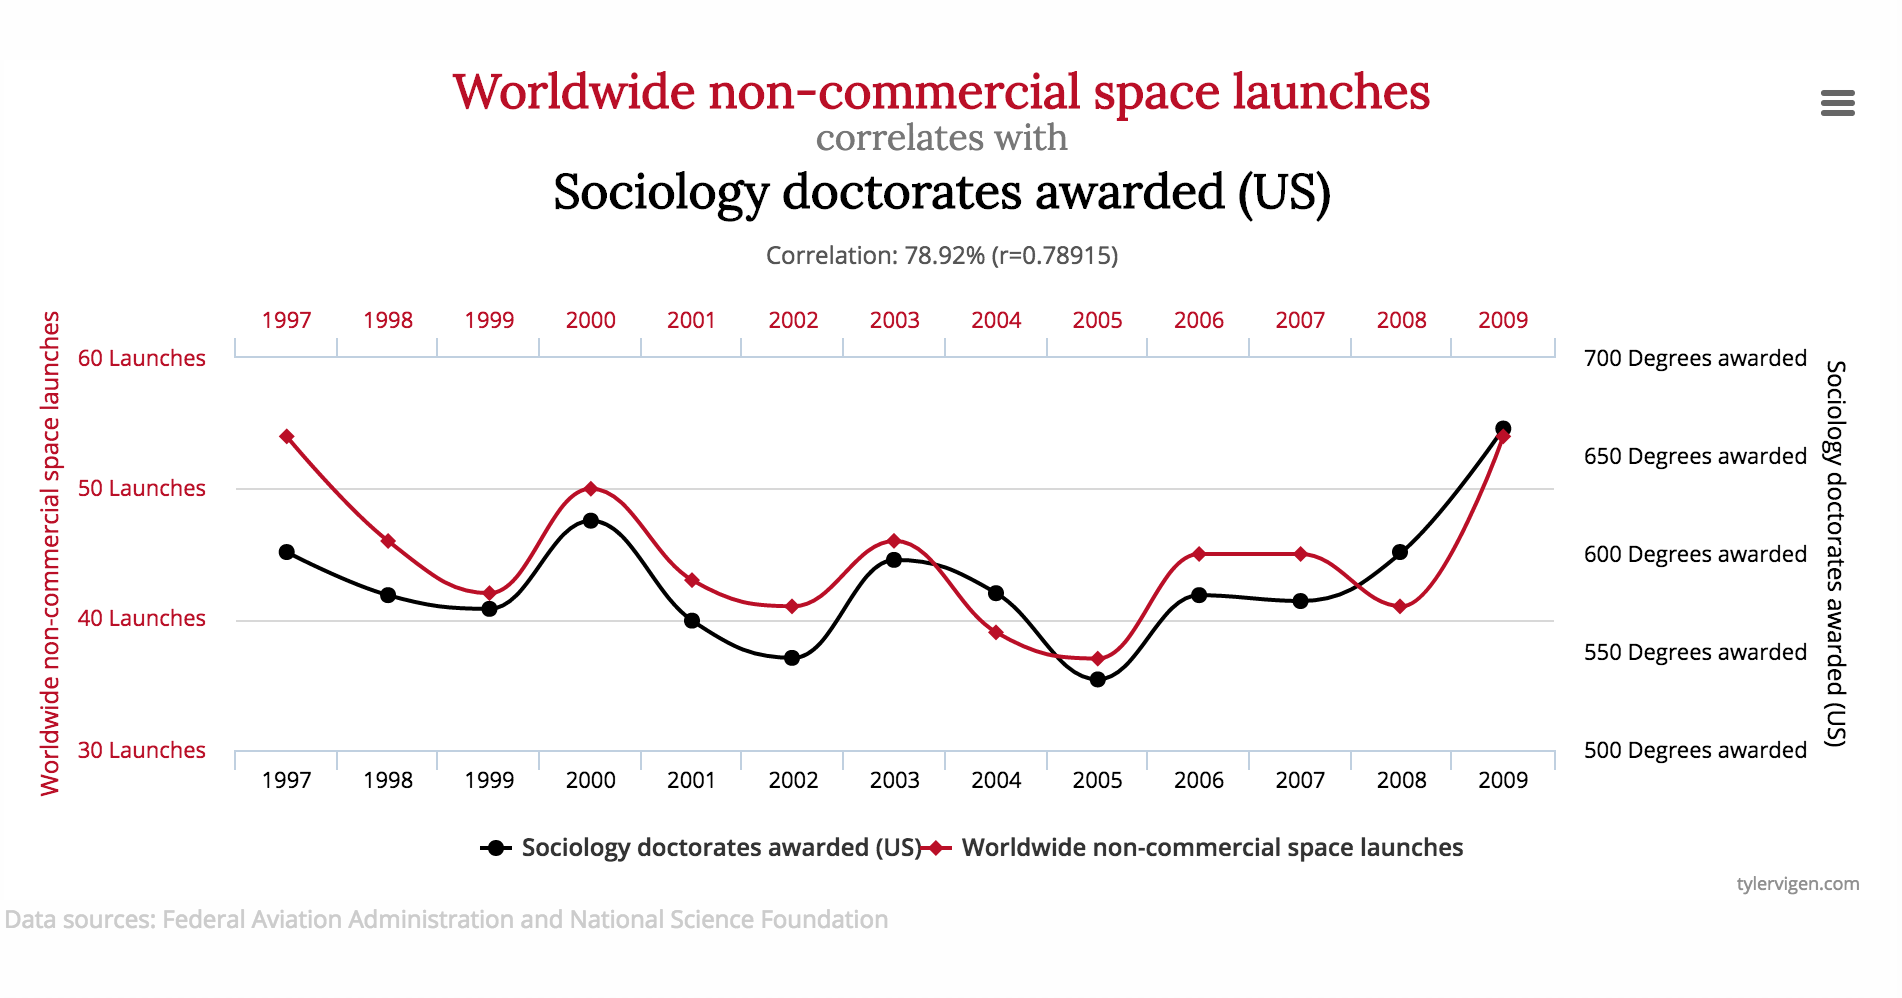 Worldwide non-commercial space launches
correlates with
Sociology doctorates awarded (US)
Correlation: 78.92% (r=0.78915)
1997 1998 1999 2000 2001 2002 2003 2004 2005 2006 2007 2008 2009
Worldwide non-commercial space launches
60 Launches
50 Launches
40 Launches
30 Launches
700 Degrees awarded
650 Degrees awarded
600 Degrees awarded
550 Degrees awarded
500 Degrees awarded
Sociology doctorates awarded (US)
1997 1998 1999 2000 2001 2002 2003 2004 2005 2006 2007 2008 2009
Sociology doctorates awarded (US) Worldwide non-commercial space launches
tylervigen.com
Data sources: Federal Aviation Administration and National Science Foundation